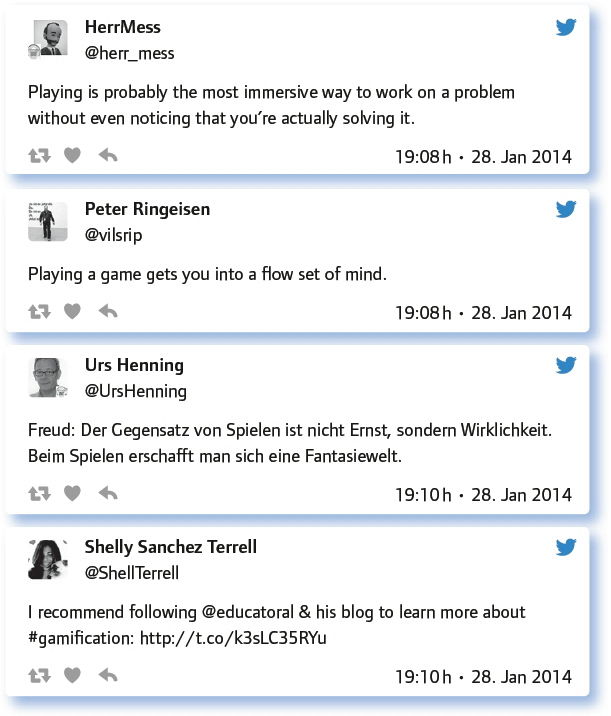 HerrMess
@herr_mess
Playing is probably the most immersive way to work on a problem
without even noticing that you’re actually solving it.
19:08 h • 28. Jan 2014
Peter Ringeisen
@vilsrip
Playing a game gets you into a flow set of mind.
19:08 h • 28. Jan 2014
Urs Henning
@UrsHenning
Freud: Der Gegensatz von Spielen ist nicht Ernst, sondern Wirklichkeit.
Beim Spielen erschafft man sich eine Fantasiewelt.
19:10 h • 28. Jan 2014
Shelly Sanchez Terrell
@ShellTerrell
I recommend following @educatoral & his blog to learn more about
#gamification: http://t.co/k3sLC35RYu
19:10 h • 28. Jan 2014